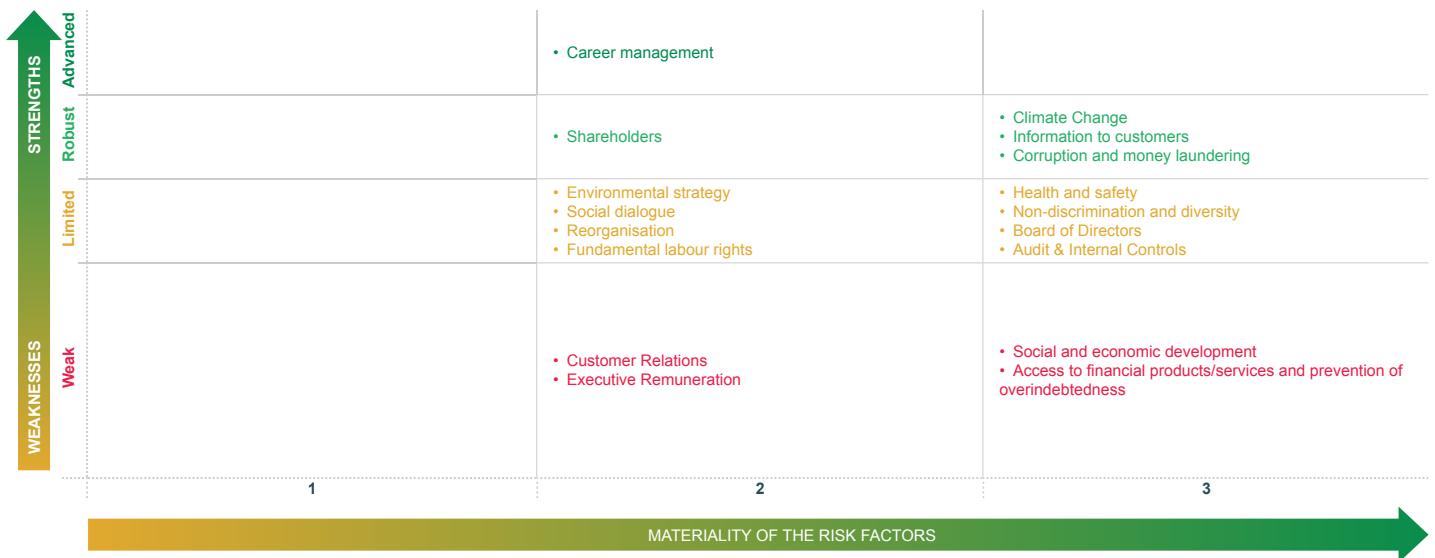 STRENGTHS
WEAKNESSES
Advanced
• Career management
Robust
• Shareholders
• Climate Change
• Information to customers
• Corruption and money laundering
Limited
• Environmental strategy
• Social dialogue
• Reorganisation
• Fundamental labour rights
• Health and safety
• Non-discrimination and diversity
• Board of Directors
• Audit & Internal Controls
Weak
• Customer Relations
• Executive Remuneration
• Social and economic development
• Access to financial products/services and prevention of
overindebtedness
1
2
3
MATERIALITY OF THE RISK FACTORS